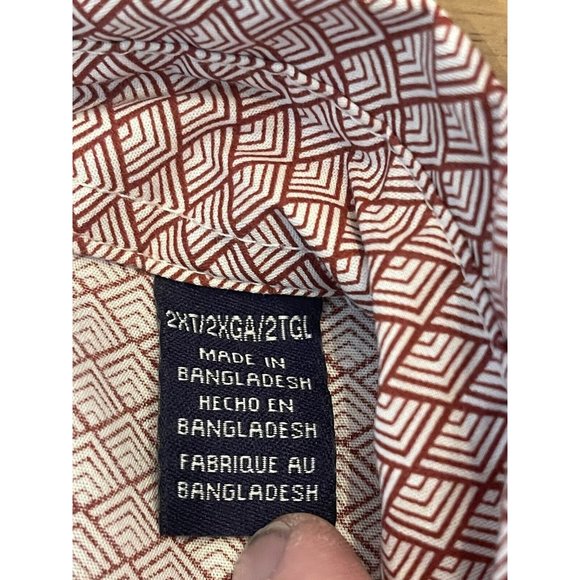 2XT/2XGA/2TGL
MADE IN
BANGLADESH
HECHO EN
BANGLADESH
FABRIQUE AU
BANGLADESH